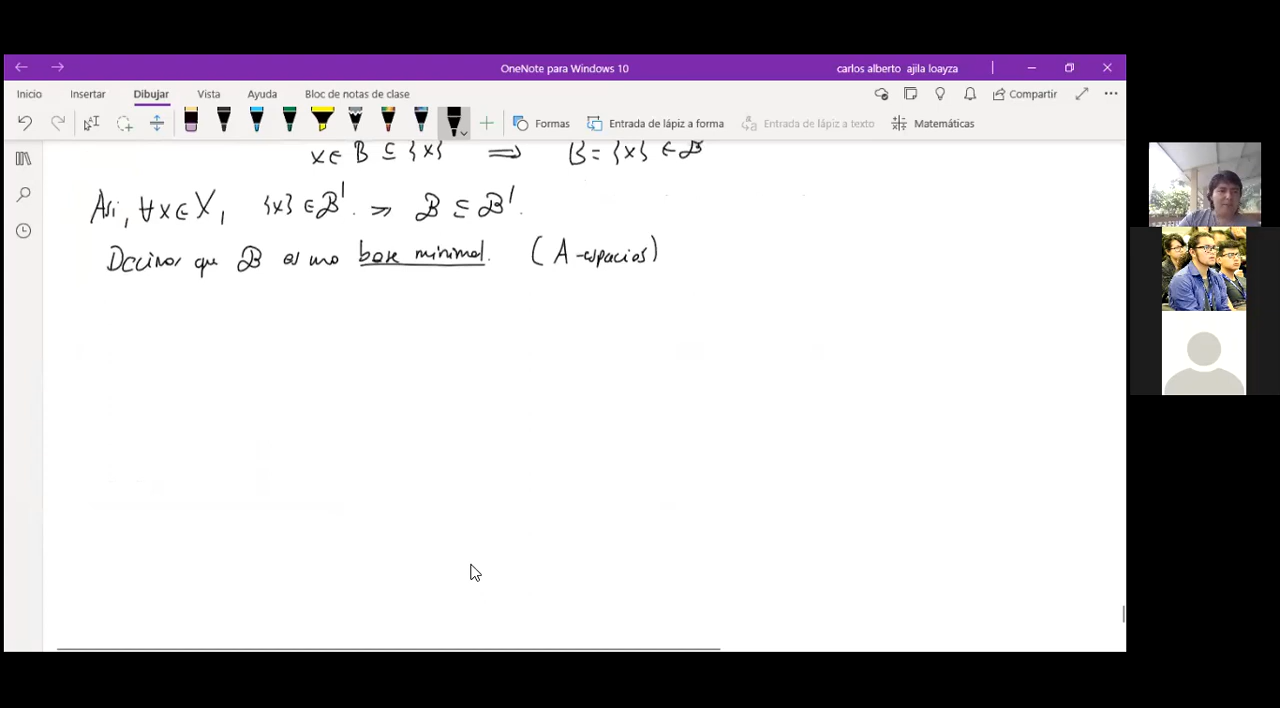 OneNote para Windows 10
carlos alberto ajila loayza
Inicio Insertar Dibujar Vista Ayuda Bloc de notas de clase
Compartir
Formas Entrada de lápiz a forma Entrada de lápiz a texto Matemáticas
x ∈ B ⊆ {x} ⟹ B = {x} ∈ ℬ'
Asi, ∀x ∈ X, {x} ∈ ℬ'. ⇒ ℬ ⊆ ℬ'.
Decimos que ℬ es una base minimal. (A-espacios)